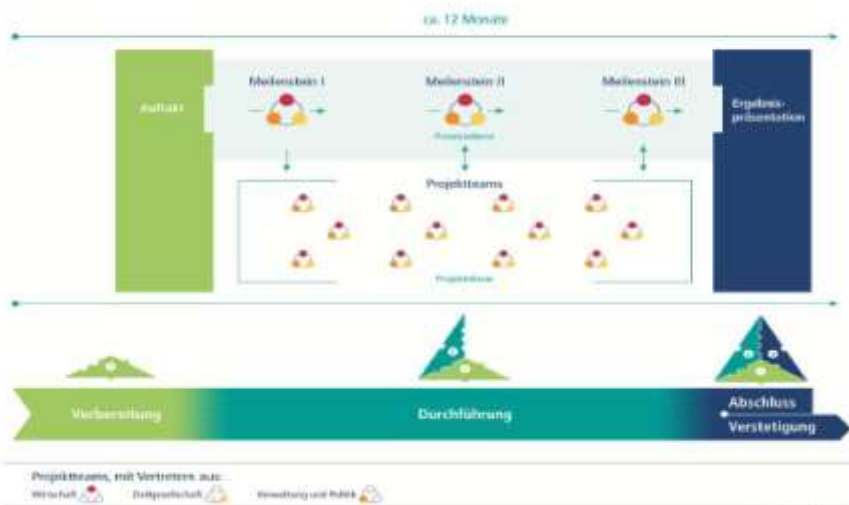 ca. 12 Monate
Auftakt
Meilenstein I
Meilenstein II
Meilenstein III
Ergebnis-
präsentation
Prozessebene
Projektteams
Projektebene
Vorbereitung
Durchführung
Abschluss
Verstetigung
Projektteams, mit Vertretern aus:
Wirtschaft
Zivilgesellschaft
Verwaltung und Politik